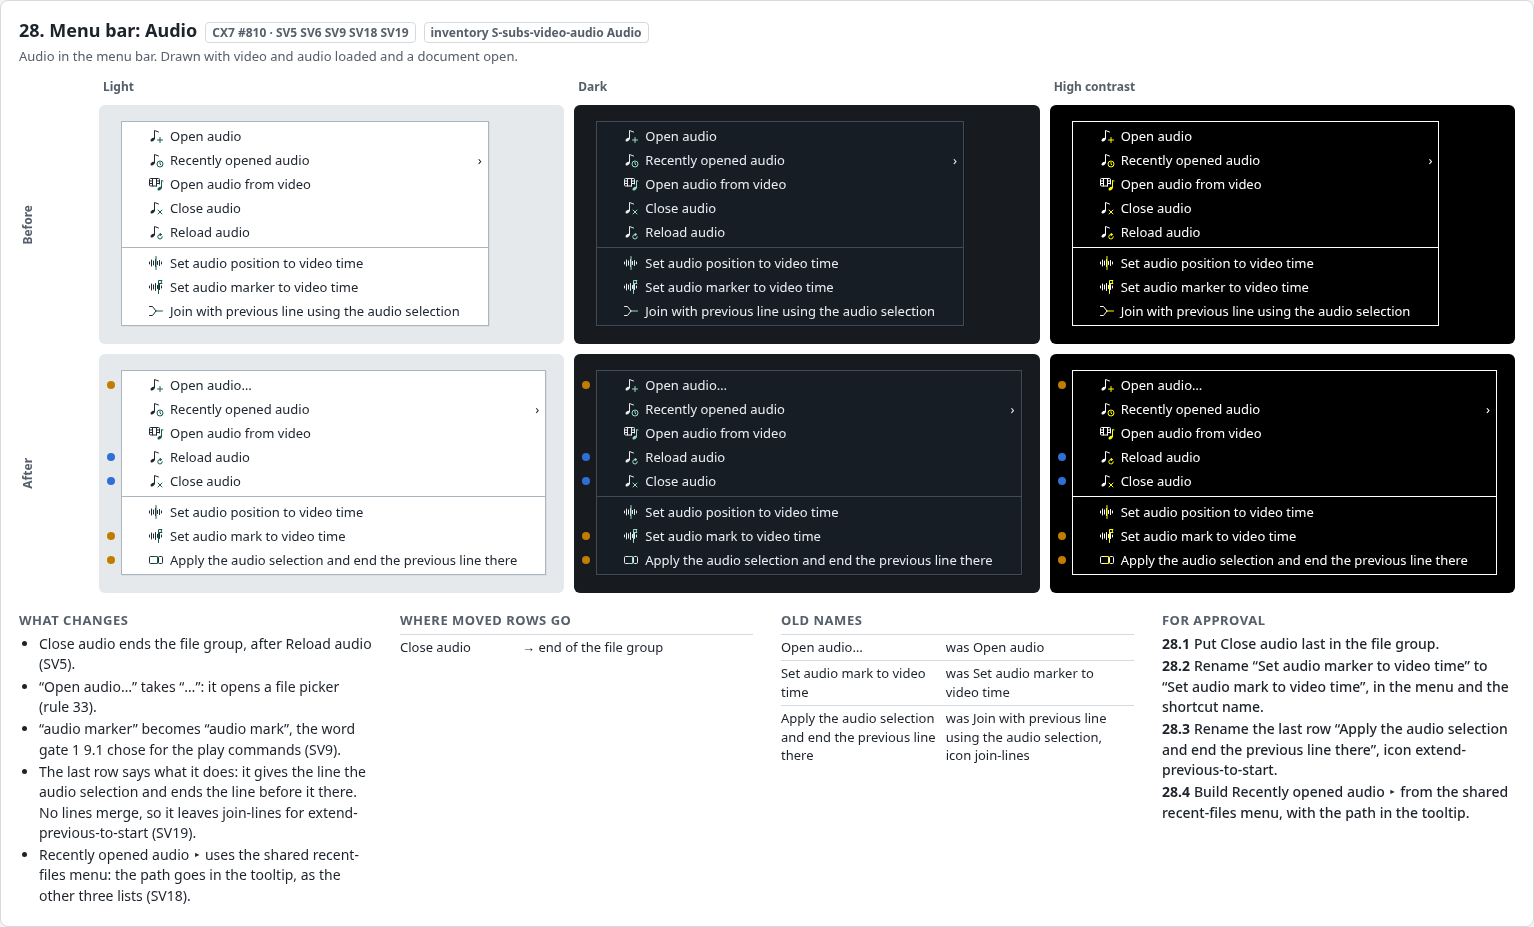 28. Menu bar: Audio CX7 #810 · SV5 SV6 SV9 SV18 SV19 inventory S-subs-video-audio Audio
Audio in the menu bar. Drawn with video and audio loaded and a document open.
Light
Dark
High contrast
Before
Open audio
Recently opened audio ›
Open audio from video
Close audio
Reload audio
Set audio position to video time
Set audio marker to video time
Join with previous line using the audio selection
Open audio
Recently opened audio ›
Open audio from video
Close audio
Reload audio
Set audio position to video time
Set audio marker to video time
Join with previous line using the audio selection
Open audio
Recently opened audio ›
Open audio from video
Close audio
Reload audio
Set audio position to video time
Set audio marker to video time
Join with previous line using the audio selection
After
Open audio...
Recently opened audio ›
Open audio from video
Reload audio
Close audio
Set audio position to video time
Set audio mark to video time
Apply the audio selection and end the previous line there
Open audio...
Recently opened audio ›
Open audio from video
Reload audio
Close audio
Set audio position to video time
Set audio mark to video time
Apply the audio selection and end the previous line there
Open audio...
Recently opened audio ›
Open audio from video
Reload audio
Close audio
Set audio position to video time
Set audio mark to video time
Apply the audio selection and end the previous line there
WHAT CHANGES
• Close audio ends the file group, after Reload audio
(SV5).
• “Open audio...” takes “...”: it opens a file picker
(rule 33).
• “audio marker” becomes “audio mark”, the word
gate 1 9.1 chose for the play commands (SV9).
• The last row says what it does: it gives the line the
audio selection and ends the line before it there.
No lines merge, so it leaves join-lines for extend-
previous-to-start (SV19).
• Recently opened audio ▸ uses the shared recent-
files menu: the path goes in the tooltip, as the
other three lists (SV18).
WHERE MOVED ROWS GO
Close audio → end of the file group
OLD NAMES
Open audio... was Open audio
Set audio mark to video was Set audio marker to
time video time
Apply the audio selection was Join with previous line
and end the previous line using the audio selection,
there icon join-lines
FOR APPROVAL
28.1 Put Close audio last in the file group.
28.2 Rename “Set audio marker to video time” to
“Set audio mark to video time”, in the menu and the
shortcut name.
28.3 Rename the last row “Apply the audio selection
and end the previous line there”, icon extend-
previous-to-start.
28.4 Build Recently opened audio ▸ from the shared
recent-files menu, with the path in the tooltip.